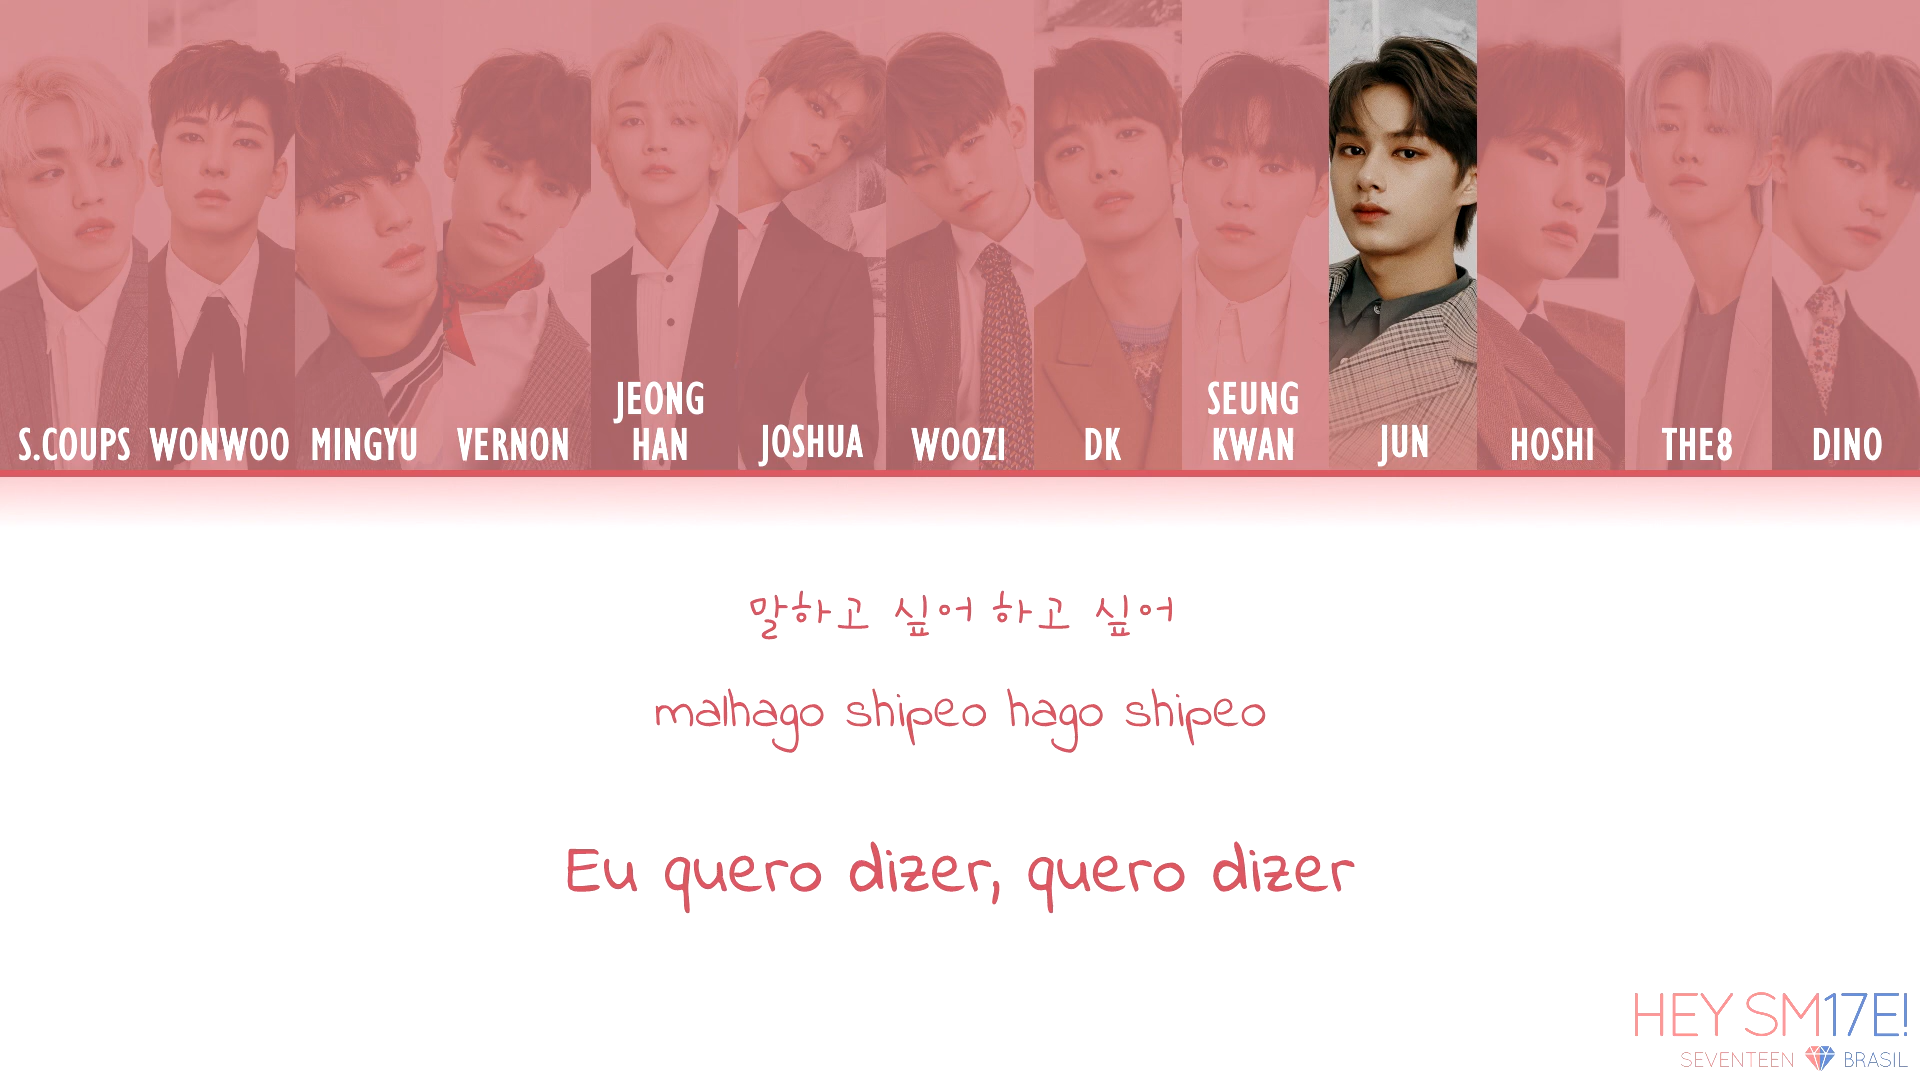 S.COUPS WONWOO MINGYU VERNON JEONG HAN JOSHUA WOOZI DK SEUNG KWAN JUN HOSHI THE8 DINO
말하고 싶어 하고 싶어
malhago shipeo hago shipeo
Eu quero dizer, quero dizer
HEY SM17E!
SEVENTEEN BRASIL